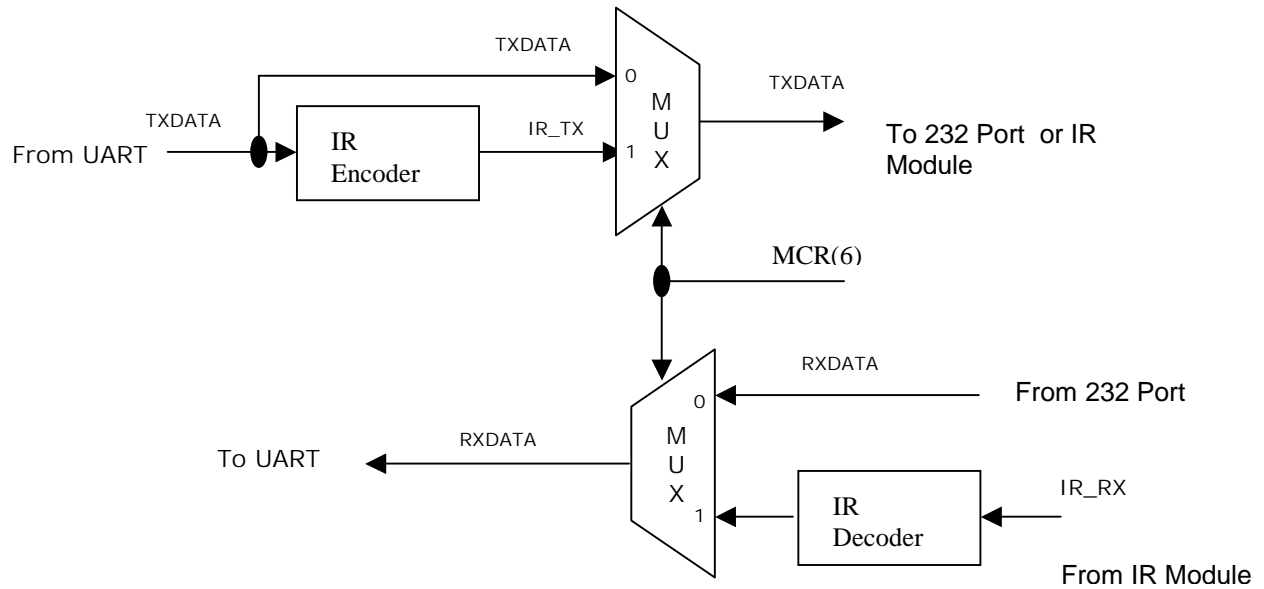 TXDATA
TXDATA
0
M
U
X
1
TXDATA
From UART
TXDATA
IR
Encoder
IR_TX
To 232 Port or IR
Module
MCR(6)
RXDATA
0
From 232 Port
M
U
X
1
RXDATA
To UART
IR
Decoder
IR_RX
From IR Module